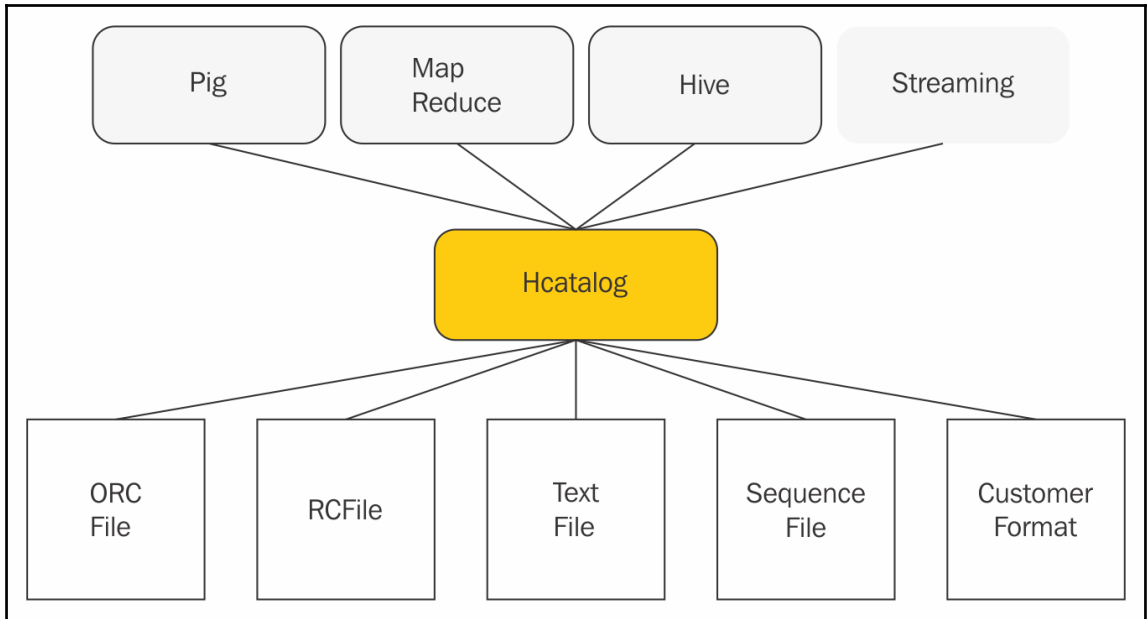 Pig
Map
Reduce
Hive
Streaming
Hcatalog
ORC
File
RCFile
Text
File
Sequence
File
Customer
Format